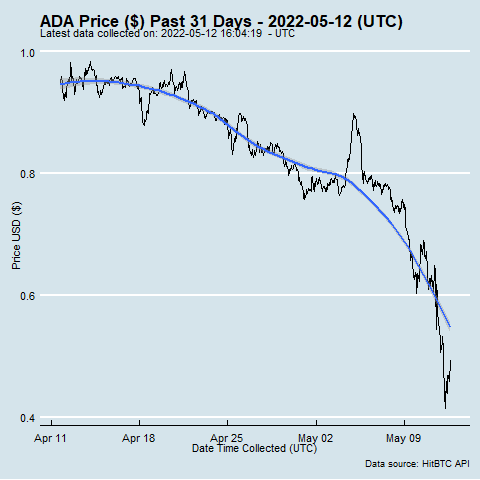 ADA Price ($) Past 31 Days - 2022-05-12 (UTC)
Latest data collected on: 2022-05-12 16:04:19 - UTC
1.0
0.8
0.6
0.4
Price USD ($)
Apr 11 Apr 18 Apr 25 May 02 May 09
Date Time Collected (UTC)
Data source: HitBTC API